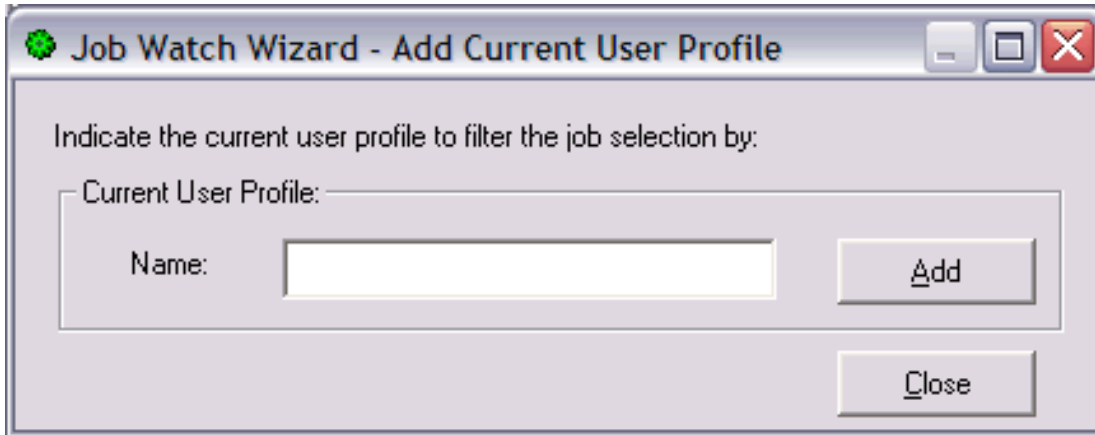 Job Watch Wizard - Add Current User Profile
Indicate the current user profile to filter the job selection by:
Current User Profile:
Name:
Add
Close